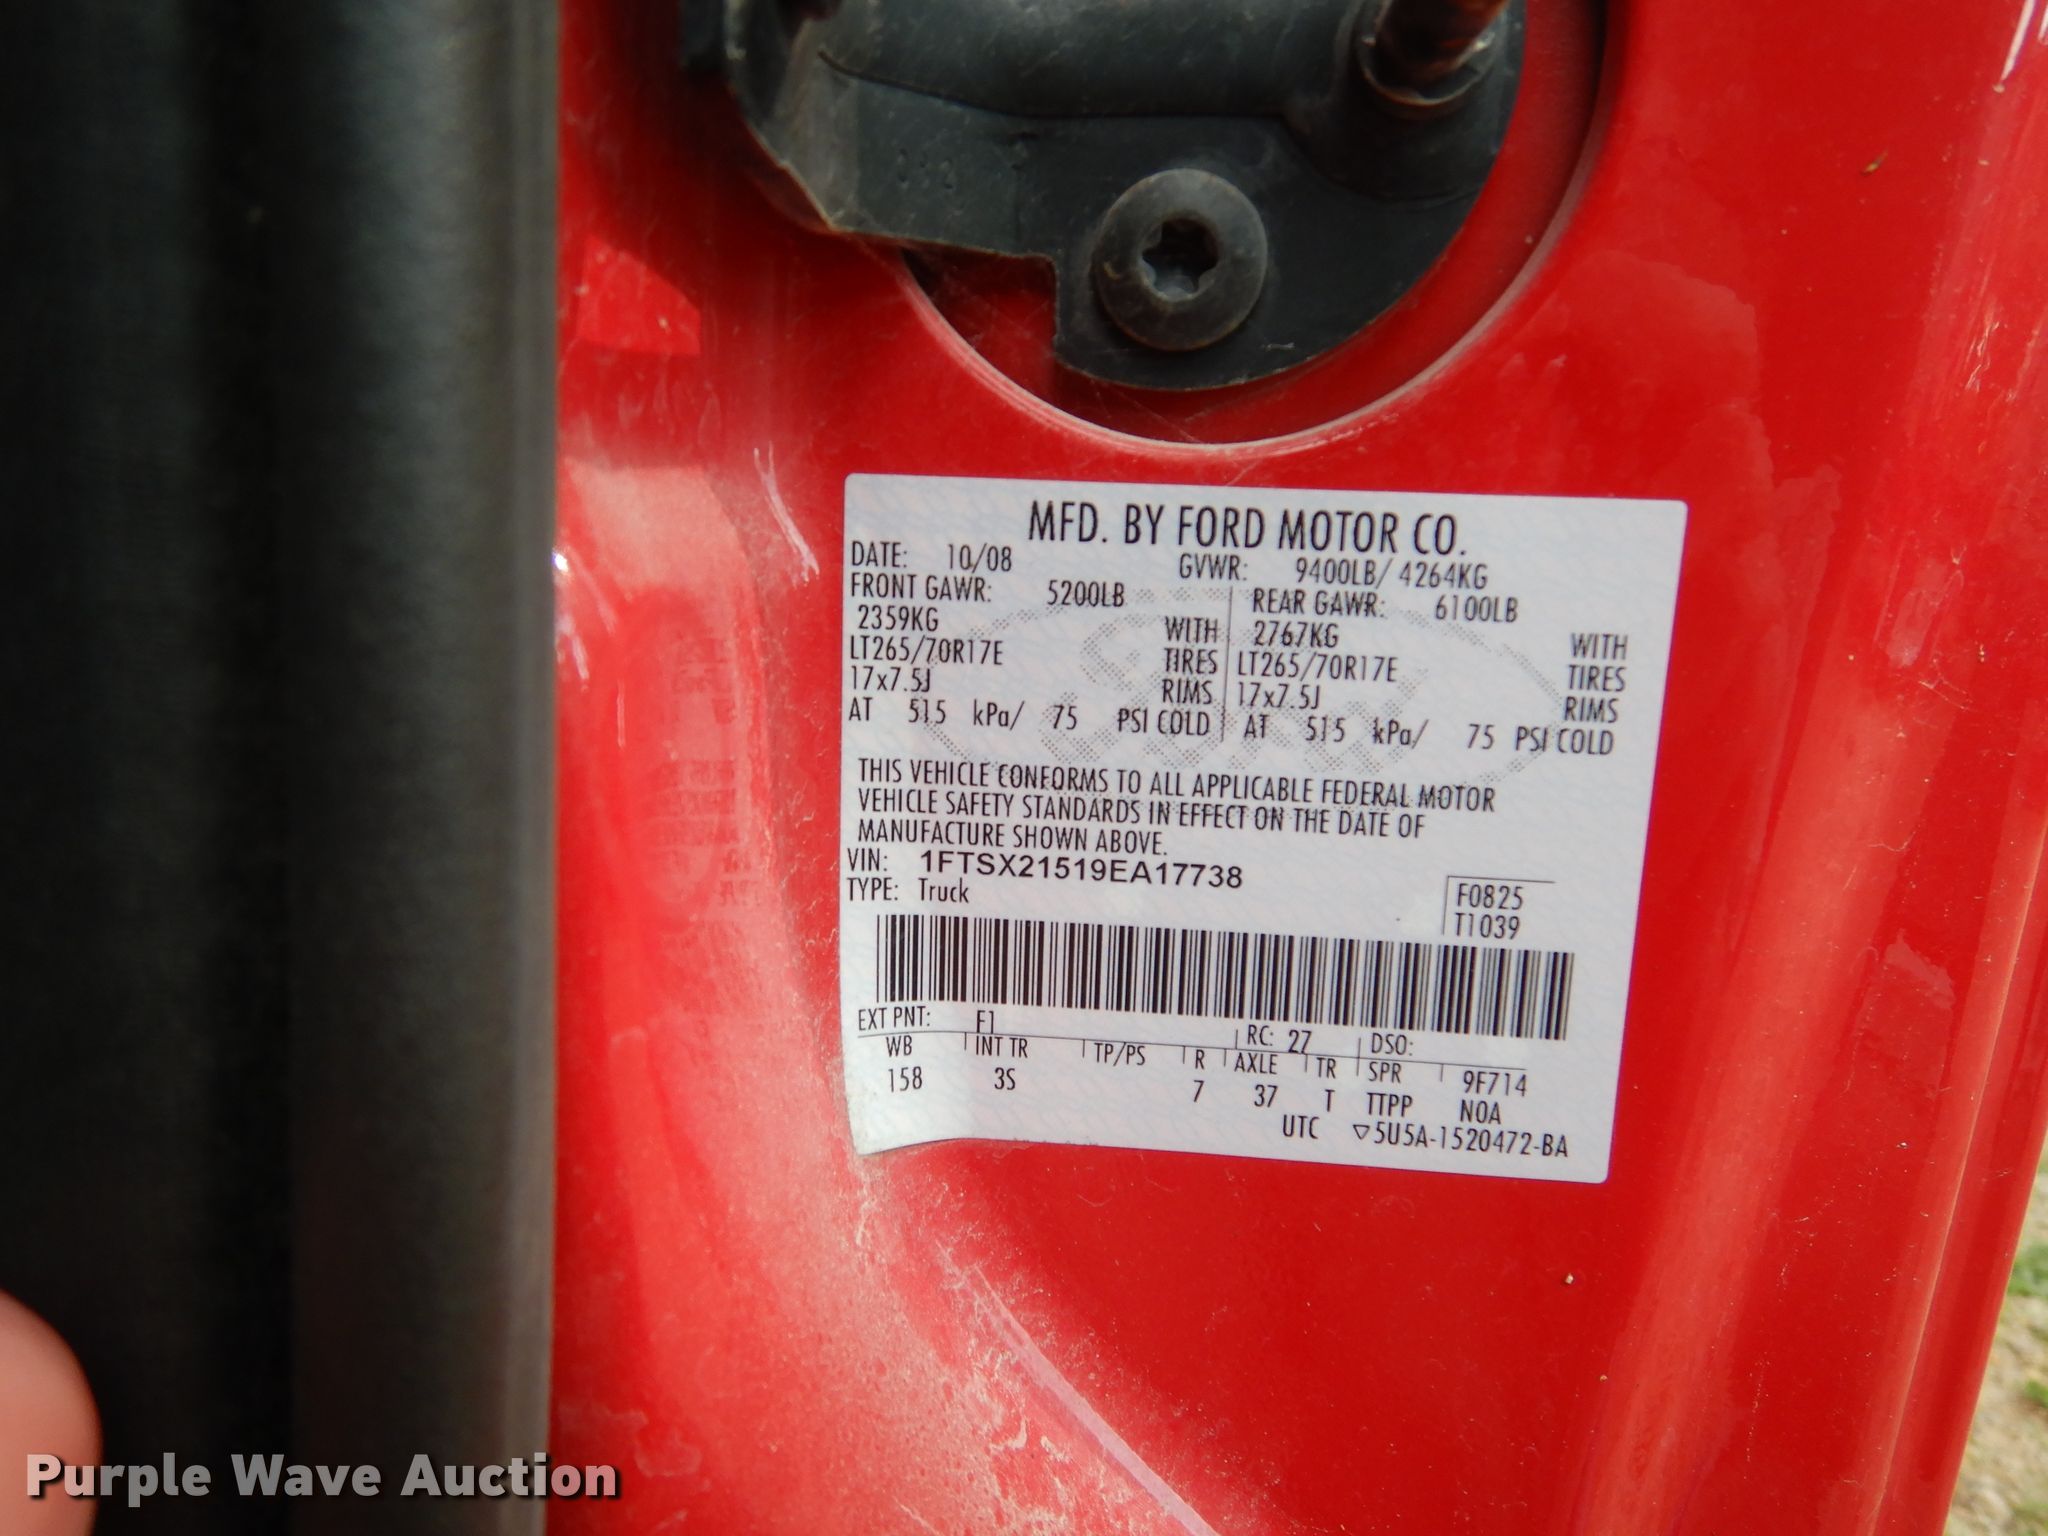 MFD. BY FORD MOTOR CO.
DATE: 10/08 GVWR: 9400LB/ 4264KG
FRONT GAWR: 5200LB REAR GAWR: 6100LB
2359KG WITH 2767KG WITH
LT265/70R17E TIRES LT265/70R17E TIRES
17x7.5J RIMS 17x7.5J RIMS
AT 515 kPa/ 75 PSI COLD AT 515 kPa/ 75 PSI COLD
THIS VEHICLE CONFORMS TO ALL APPLICABLE FEDERAL MOTOR
VEHICLE SAFETY STANDARDS IN EFFECT ON THE DATE OF
MANUFACTURE SHOWN ABOVE.
VIN: 1FTSX21519EA17738
TYPE: Truck F0825
T1039
EXT PNT: F1 RC: 27 DSO:
WB INT TR TP/PS R AXLE TR SPR 9F714
158 3S 7 37 T TTPP N0A
UTC ▽5U5A-1520472-BA
Purple Wave Auction